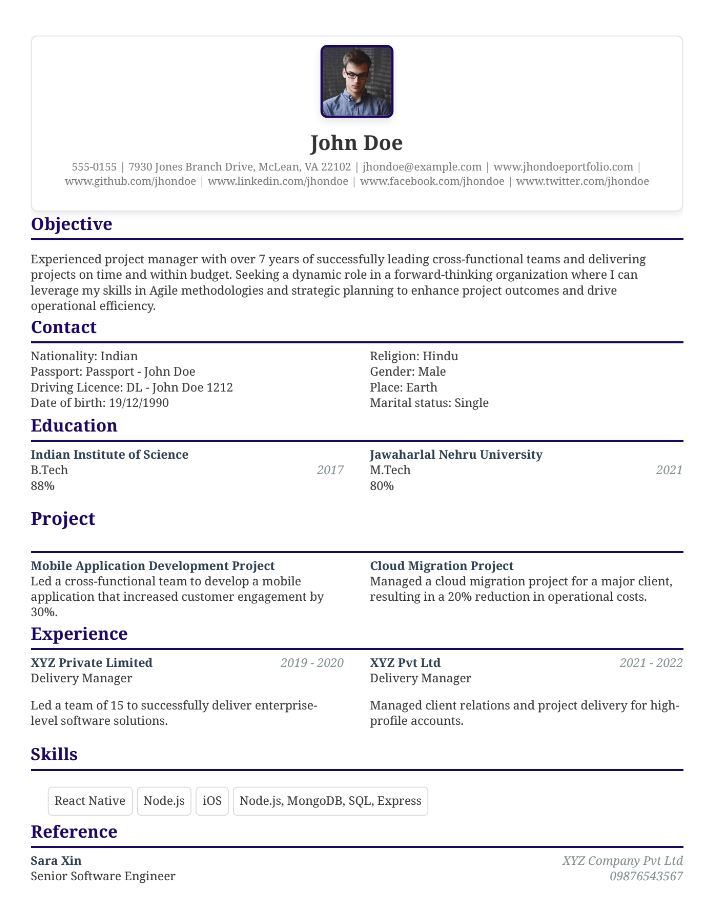 John Doe
555-0155 | 7930 Jones Branch Drive, McLean, VA 22102 | jhondoe@example.com | www.jhondoeportfolio.com |
www.github.com/jhondoe | www.linkedin.com/jhondoe | www.facebook.com/jhondoe | www.twitter.com/jhondoe
Objective
Experienced project manager with over 7 years of successfully leading cross-functional teams and delivering
projects on time and within budget. Seeking a dynamic role in a forward-thinking organization where I can
leverage my skills in Agile methodologies and strategic planning to enhance project outcomes and drive
operational efficiency.
Contact
Nationality: Indian
Passport: Passport - John Doe
Driving Licence: DL - John Doe 1212
Date of birth: 19/12/1990
Religion: Hindu
Gender: Male
Place: Earth
Marital status: Single
Education
Indian Institute of Science
B.Tech 2017
88%
Jawaharlal Nehru University
M.Tech 2021
80%
Project
Mobile Application Development Project
Led a cross-functional team to develop a mobile
application that increased customer engagement by
30%.
Cloud Migration Project
Managed a cloud migration project for a major client,
resulting in a 20% reduction in operational costs.
Experience
XYZ Private Limited 2019 - 2020
Delivery Manager
Led a team of 15 to successfully deliver enterprise-
level software solutions.
XYZ Pvt Ltd 2021 - 2022
Delivery Manager
Managed client relations and project delivery for high-
profile accounts.
Skills
React Native Node.js iOS Node.js, MongoDB, SQL, Express
Reference
Sara Xin XYZ Company Pvt Ltd
Senior Software Engineer 09876543567